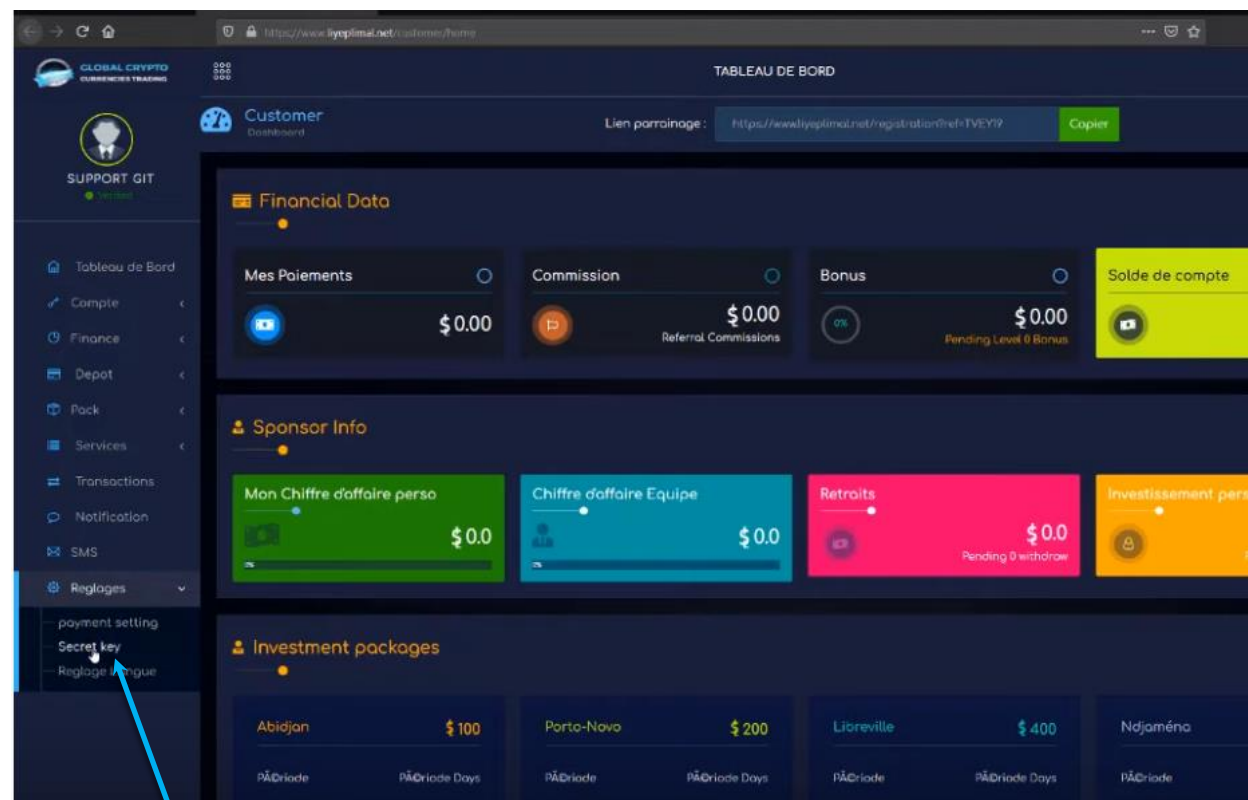 https://www.liyeplimal.net/customer/home
GLOBAL CRYPTO
CURRENCIES TRADING
TABLEAU DE BORD
Customer
Dashboard
Lien parrainage :
https://www.liyeplimal.net/registration?ref=TVEY19
Copier
SUPPORT GIT
Verified
Financial Data
Tableau de Bord
Compte
Finance
Depot
Pack
Services
Transactions
Notification
SMS
Reglages
payment setting
Secret key
Reglage
Mes Paiements
$ 0.00
Commission
$ 0.00
Referral Commissions
Bonus
0%
$ 0.00
Pending Level 0 Bonus
Solde de compte
Sponsor Info
Mon Chiffre d'affaire perso
$ 0.0
Chiffre d'affaire Equipe
$ 0.0
Retraits
$ 0.0
Pending 0 withdraw
Investissement pers
Investment packages
Abidjan
$ 100
PÃ©riode
PÃ©riode Days
Porto-Novo
$ 200
PÃ©riode
PÃ©riode Days
Libreville
$ 400
PÃ©riode
PÃ©riode Days
Ndjaména
PÃ©riode